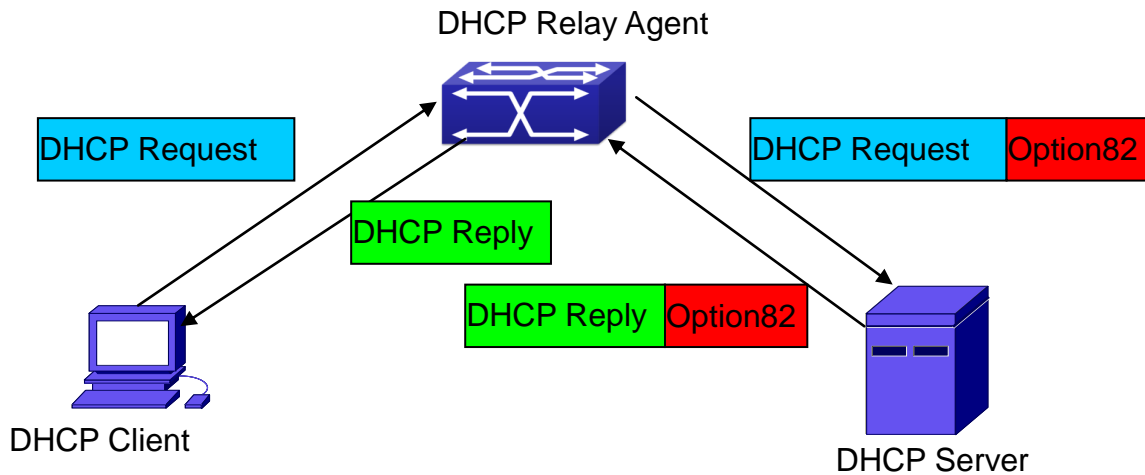 DHCP Relay Agent
DHCP Request
DHCP Request Option82
DHCP Reply
DHCP Reply Option82
DHCP Client
DHCP Server